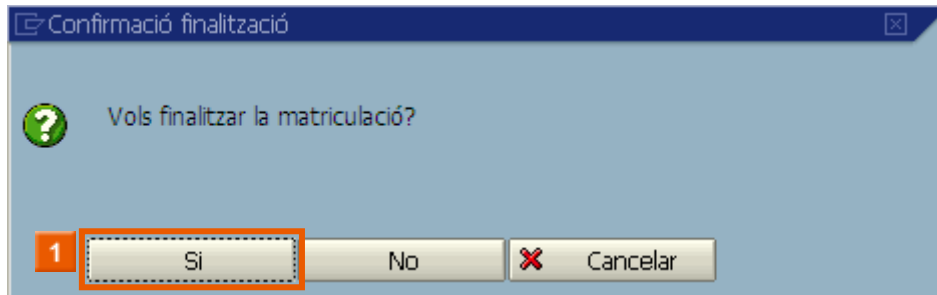 Confirmació finalització
Vols finalitzar la matriculació?
1 Si No Cancelar